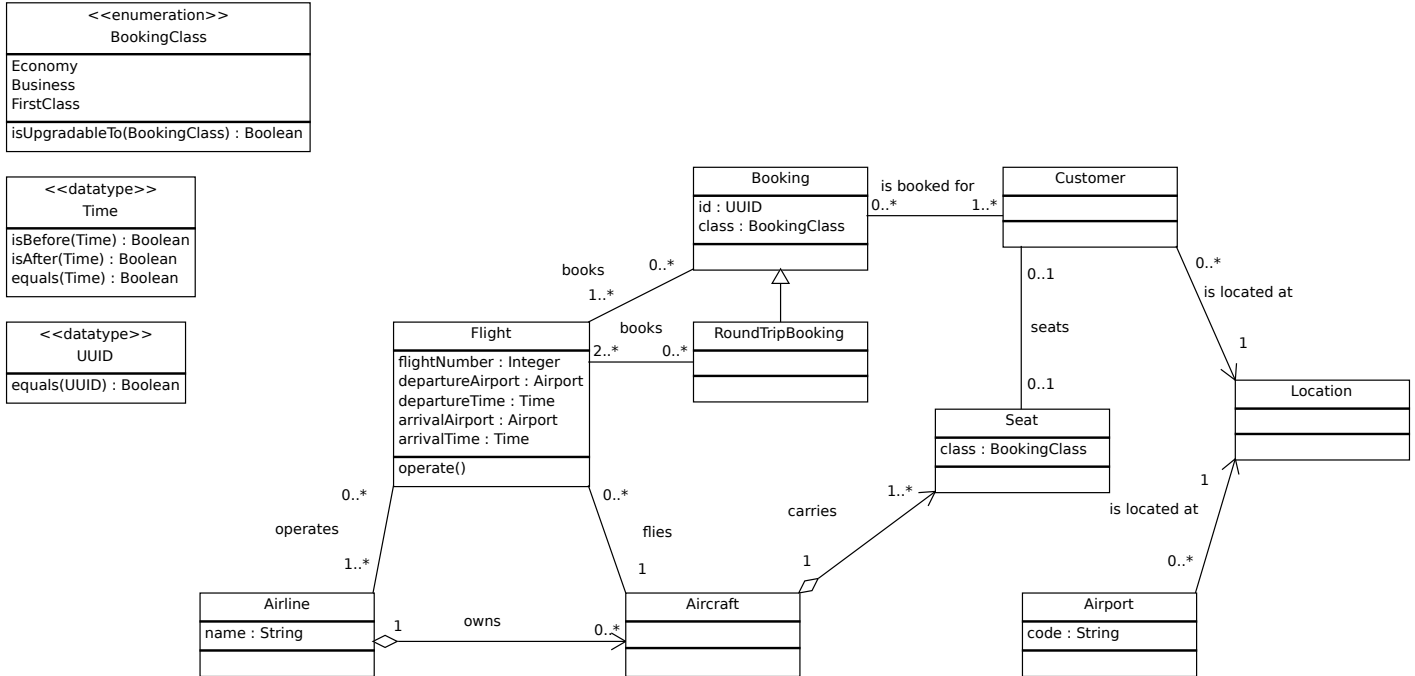 <<enumeration>>
BookingClass
Economy
Business
FirstClass
isUpgradableTo(BookingClass) : Boolean
<<datatype>>
Time
isBefore(Time) : Boolean
isAfter(Time) : Boolean
equals(Time) : Boolean
<<datatype>>
UUID
equals(UUID) : Boolean
Booking
id : UUID
class : BookingClass
is booked for
0..*
1..*
Customer
books
0..*
1..*
Flight
flightNumber : Integer
departureAirport : Airport
departureTime : Time
arrivalAirport : Airport
arrivalTime : Time
operate()
books
2..*
0..*
RoundTripBooking
0..1
seats
0..1
0..*
is located at
1
Location
Seat
class : BookingClass
0..*
operates
1..*
0..*
flies
1
carries
1..*
1
1
is located at
0..*
Airline
name : String
1
owns
0..*
Aircraft
Airport
code : String